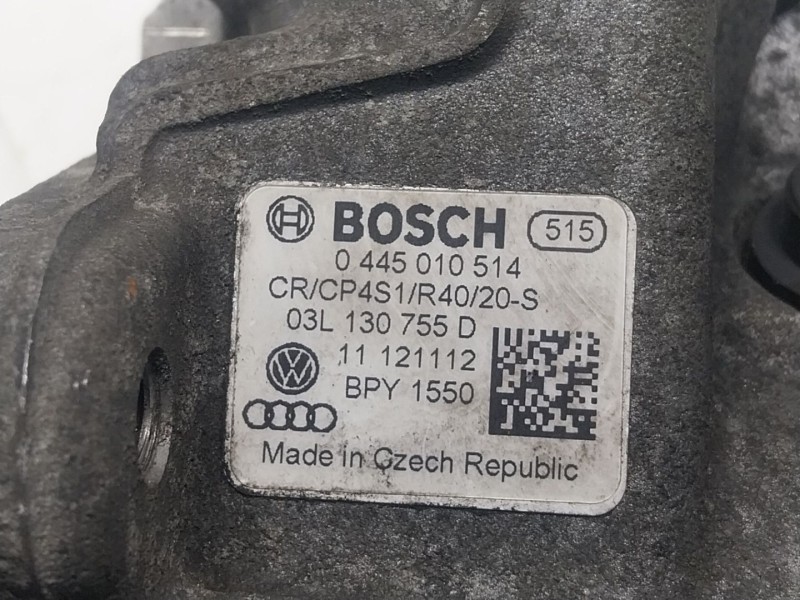 BOSCH 515
0 445 010 514
CR/CP4S1/R40/20-S
03L 130 755 D
11 121112
BPY 1550
Made in Czech Republic